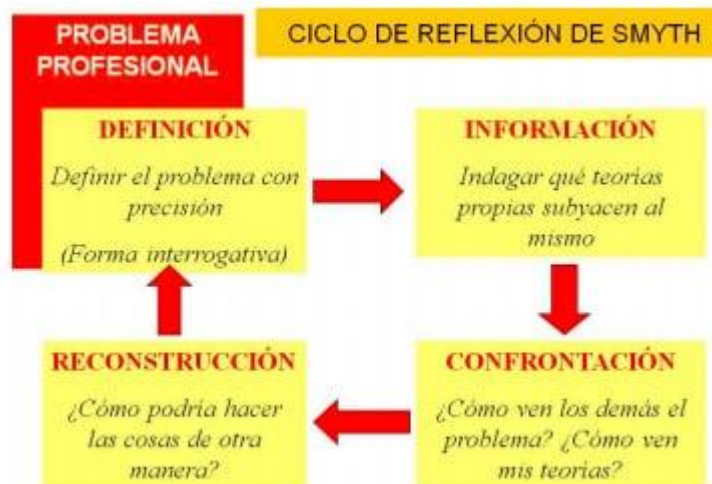 PROBLEMA
PROFESIONAL
CICLO DE REFLEXIÓN DE SMYTH
DEFINICIÓN
Definir el problema con
precisión
(Forma interrogativa)
INFORMACIÓN
Indagar qué teorías
propias subyacen al
mismo
CONFRONTACIÓN
¿Cómo ven los demás el
problema? ¿Cómo ven
mis teorías?
RECONSTRUCCIÓN
¿Cómo podría hacer
las cosas de otra
manera?